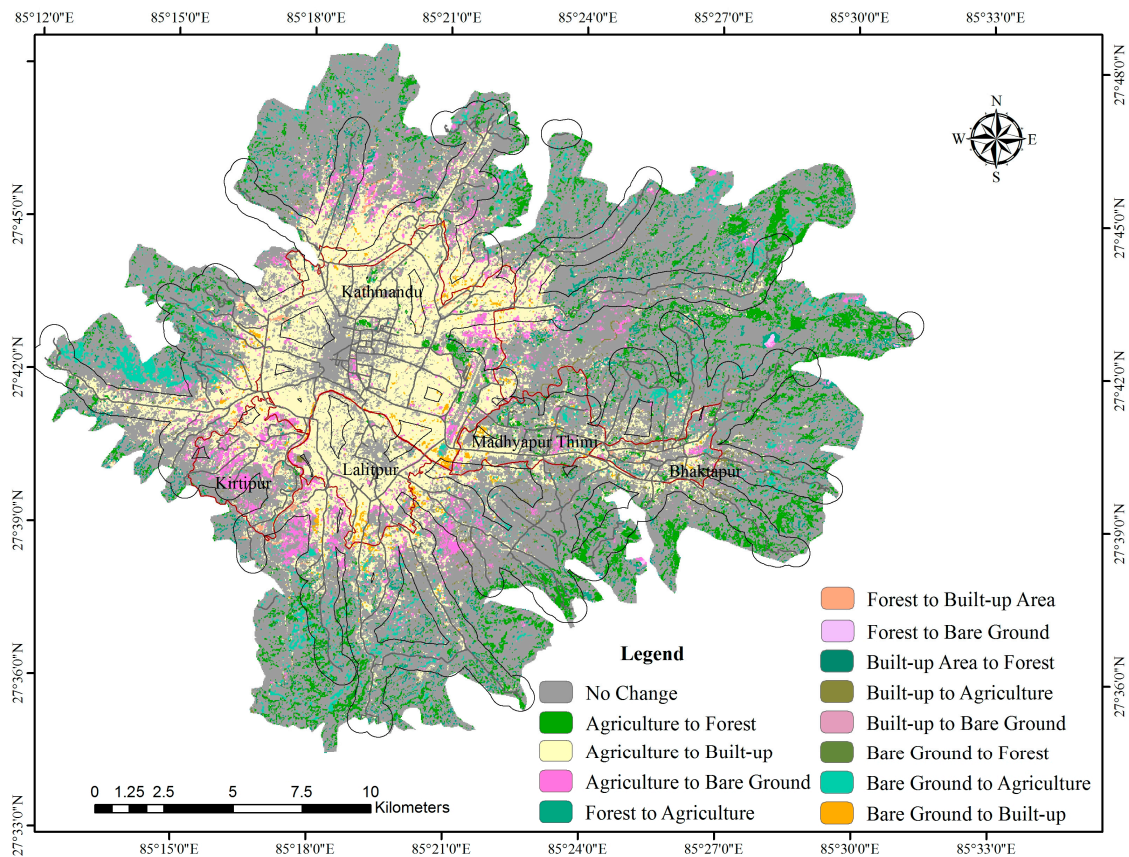 85°12'0"E 85°15'0"E 85°18'0"E 85°21'0"E 85°24'0"E 85°27'0"E 85°30'0"E 85°33'0"E
27°48'0"N
N
W E
S
27°45'0"N 27°45'0"N
Kathmandu
27°42'0"N 27°42'0"N
Madhyapur Thimi
Lalitpur Bhaktapur
Kirtipur
27°39'0"N 27°39'0"N
Legend
No Change
Agriculture to Forest
Agriculture to Built-up
Agriculture to Bare Ground
Forest to Agriculture
Forest to Built-up Area
Forest to Bare Ground
Built-up Area to Forest
Built-up to Agriculture
Built-up to Bare Ground
Bare Ground to Forest
Bare Ground to Agriculture
Bare Ground to Built-up
27°36'0"N 27°36'0"N
0 1.25 2.5 5 7.5 10
Kilometers
27°33'0"N 27°33'0"N
85°15'0"E 85°18'0"E 85°21'0"E 85°24'0"E 85°27'0"E 85°30'0"E 85°33'0"E